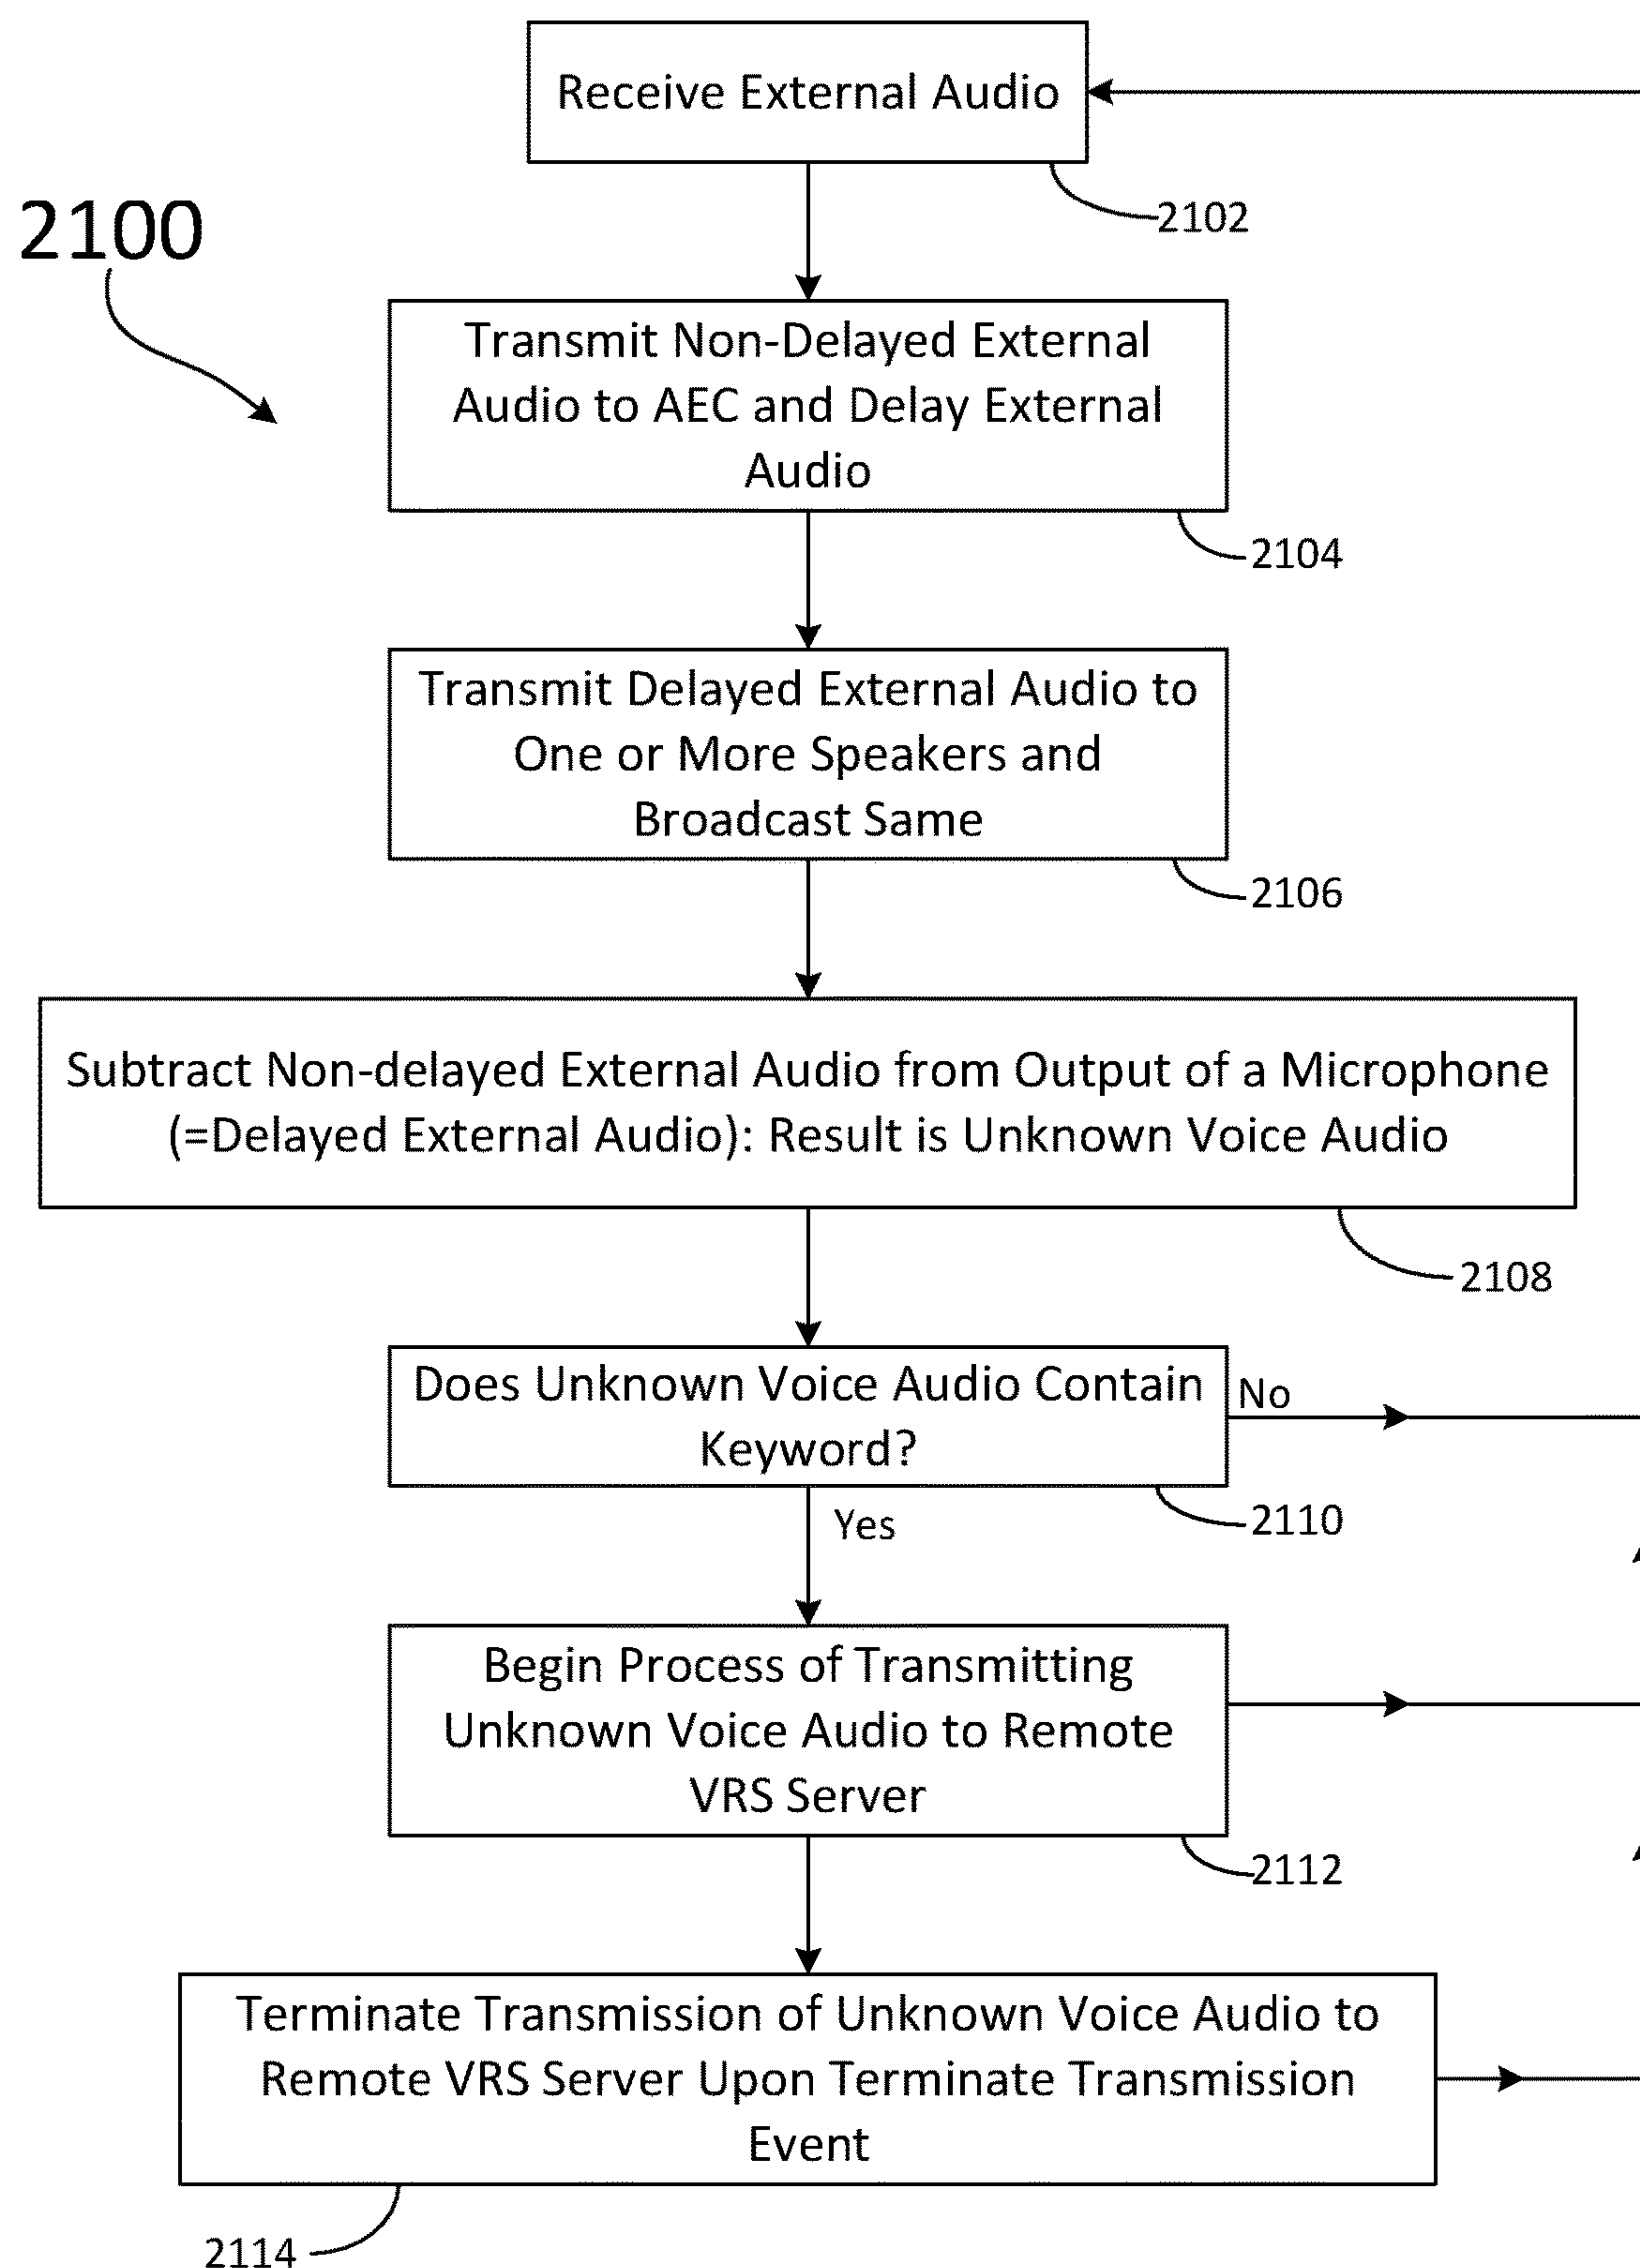 Receive External Audio
2102
2100
Transmit Non-Delayed External
Audio to AEC and Delay External
Audio
2104
Transmit Delayed External Audio to
One or More Speakers and
Broadcast Same
2106
Subtract Non-delayed External Audio from Output of a Microphone
(=Delayed External Audio): Result is Unknown Voice Audio
2108
Does Unknown Voice Audio Contain
Keyword?
No
2110
Yes
Begin Process of Transmitting
Unknown Voice Audio to Remote
VRS Server
2112
Terminate Transmission of Unknown Voice Audio to
Remote VRS Server Upon Terminate Transmission
Event
2114